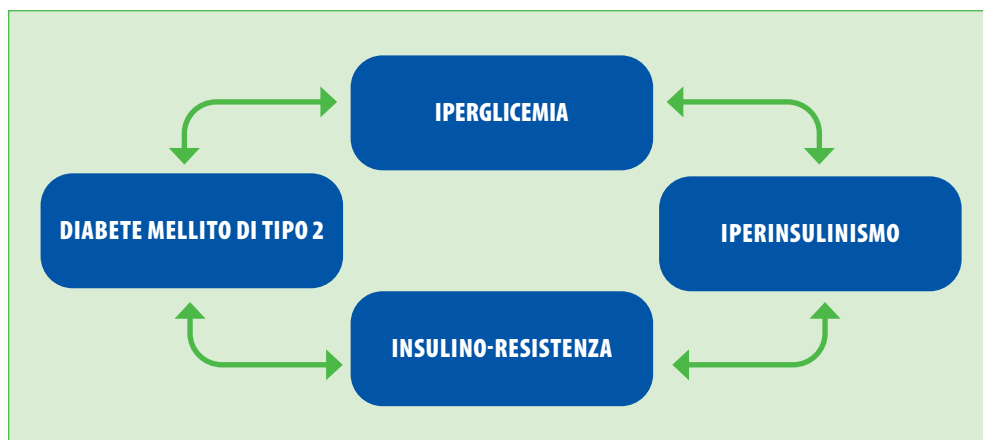 IPERGLICEMIA
DIABETE MELLITO DI TIPO 2
IPERINSULINISMO
INSULINO-RESISTENZA